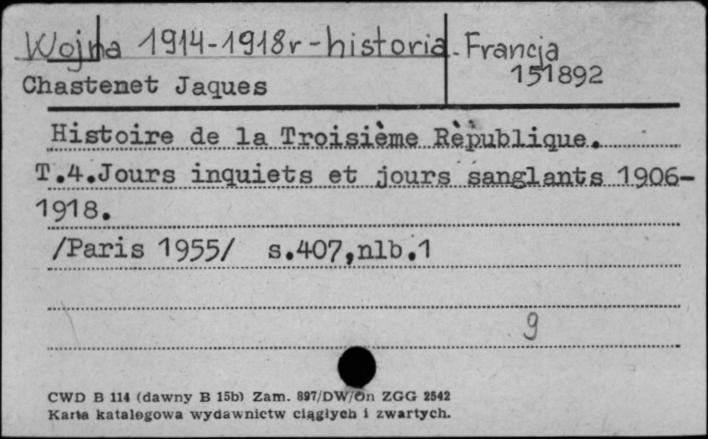 Wojna 1914-1918r - historia - Francja
151892
Chastenet Jaques
Histoire de la Troisième Rèpublique.
T.4.Jours inquiets et jours sanglants 1906-
1918.
/Paris 1955/ s.407,nlb.1
9
CWD B 114 (dawny B 15b) Zam. 897/DW/On ZGG 2542
Karta katalogowa wydawnictw ciągłych i zwartych.